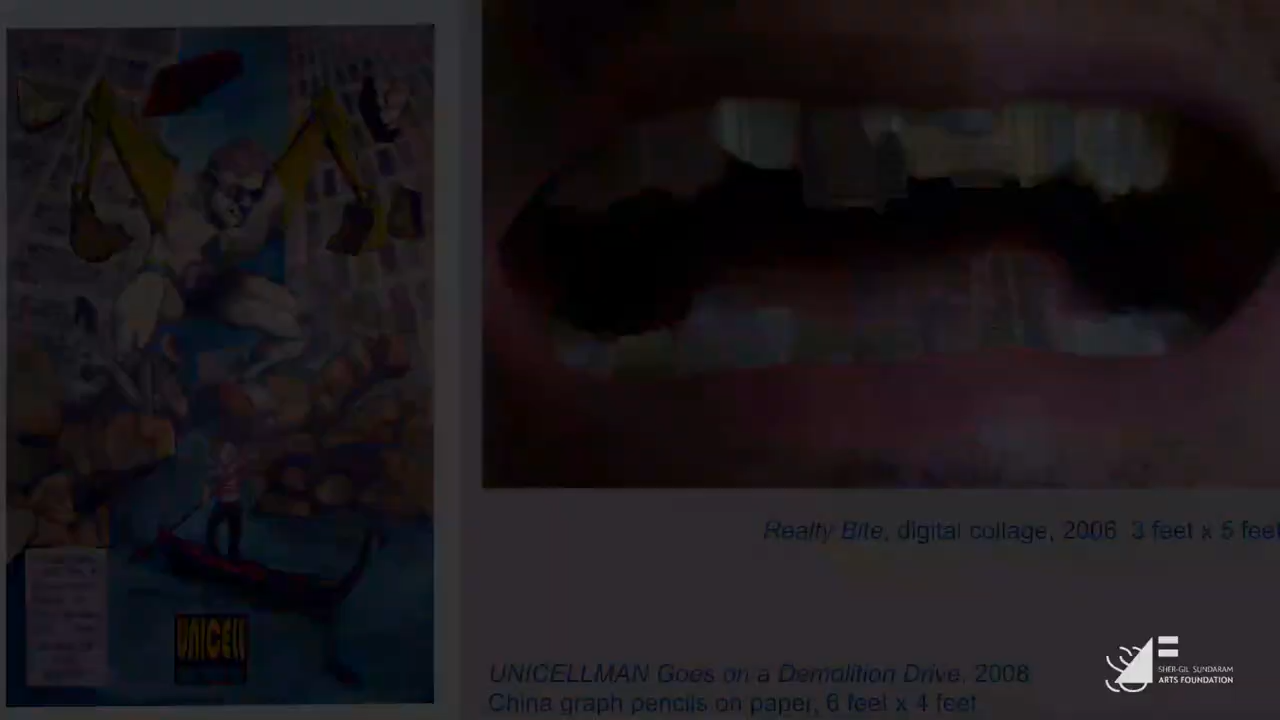 UNICELL
Realty Bite, digital collage, 2006 3 feet x 5 feet
UNICELLMAN Goes on a Demolition Drive, 2008
China graph pencils on paper, 6 feet x 4 feet
SHER-GIL SUNDARAM
ARTS FOUNDATION